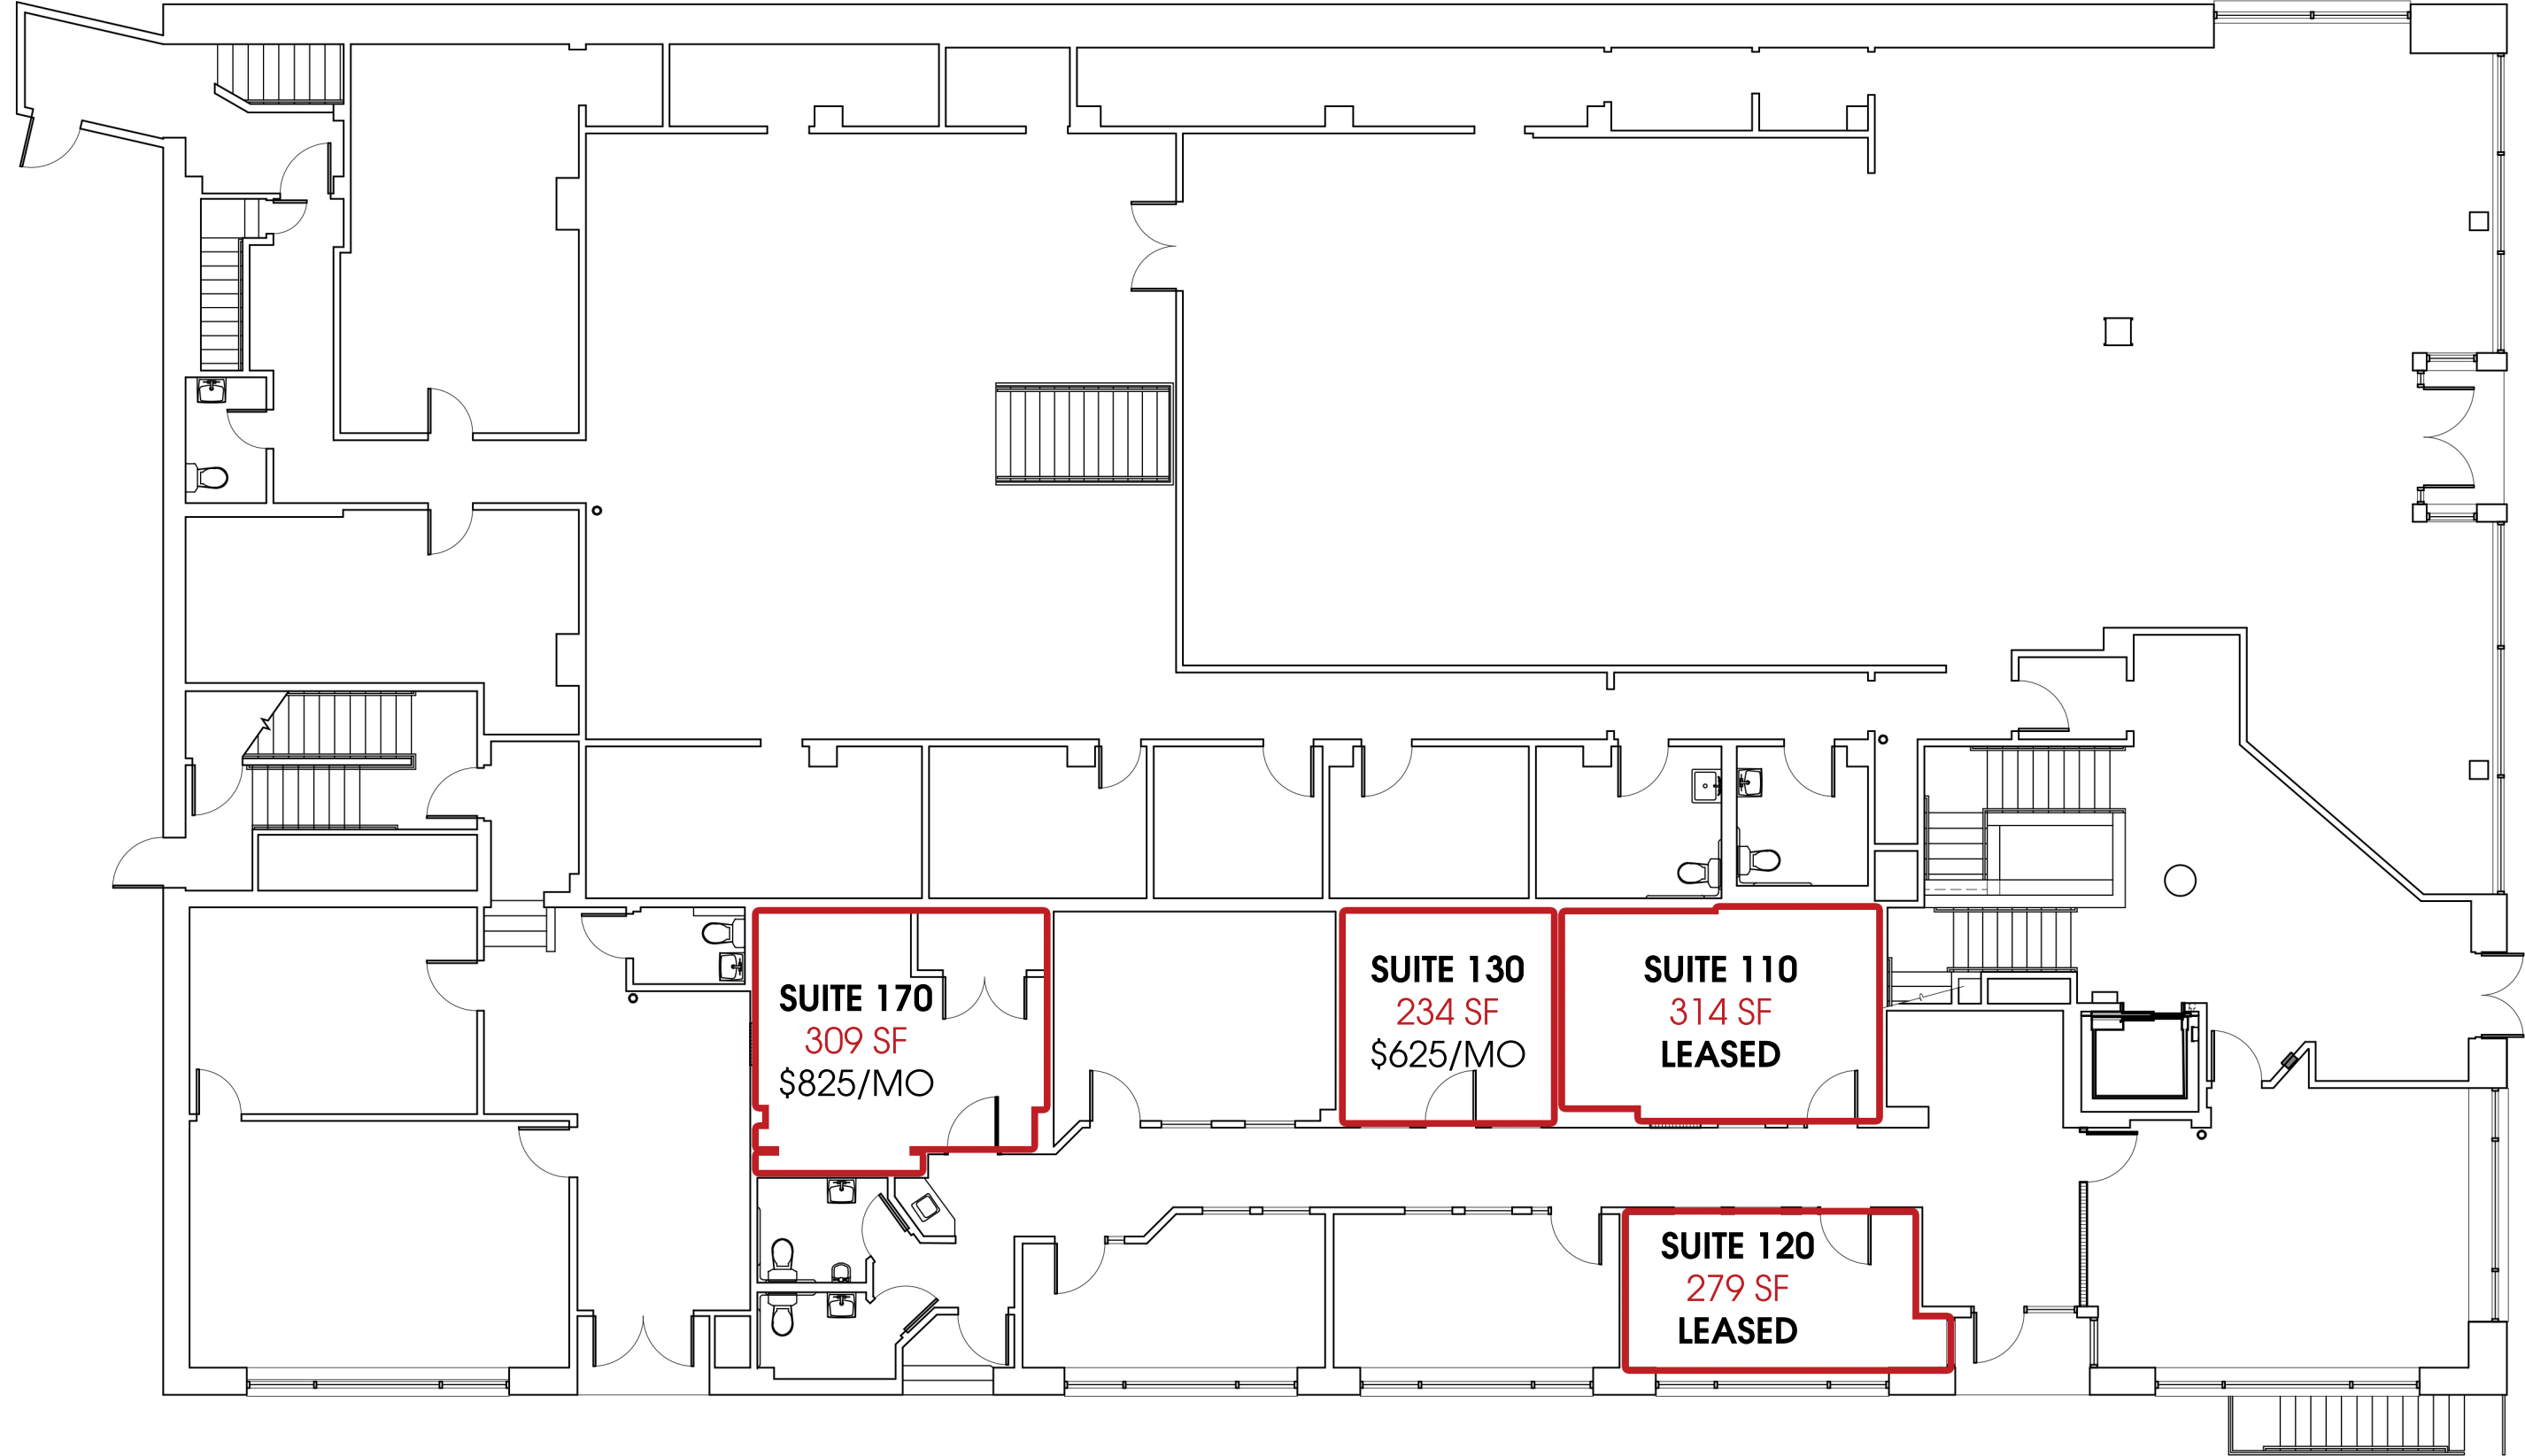 SUITE 170
309 SF
$825/MO
SUITE 130
234 SF
$625/MO
SUITE 110
314 SF
LEASED
SUITE 120
279 SF
LEASED